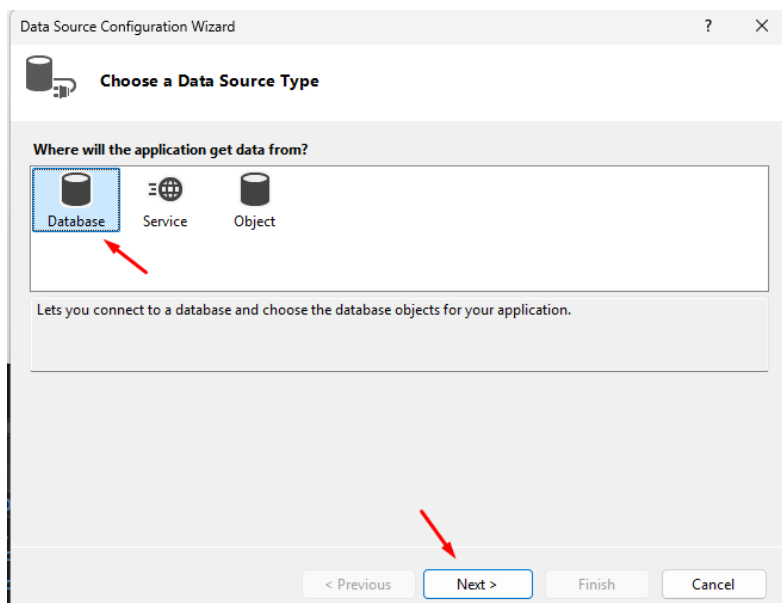 Data Source Configuration Wizard ? ×
Choose a Data Source Type
Where will the application get data from?
Database Service Object
Lets you connect to a database and choose the database objects for your application.
< Previous Next > Finish Cancel